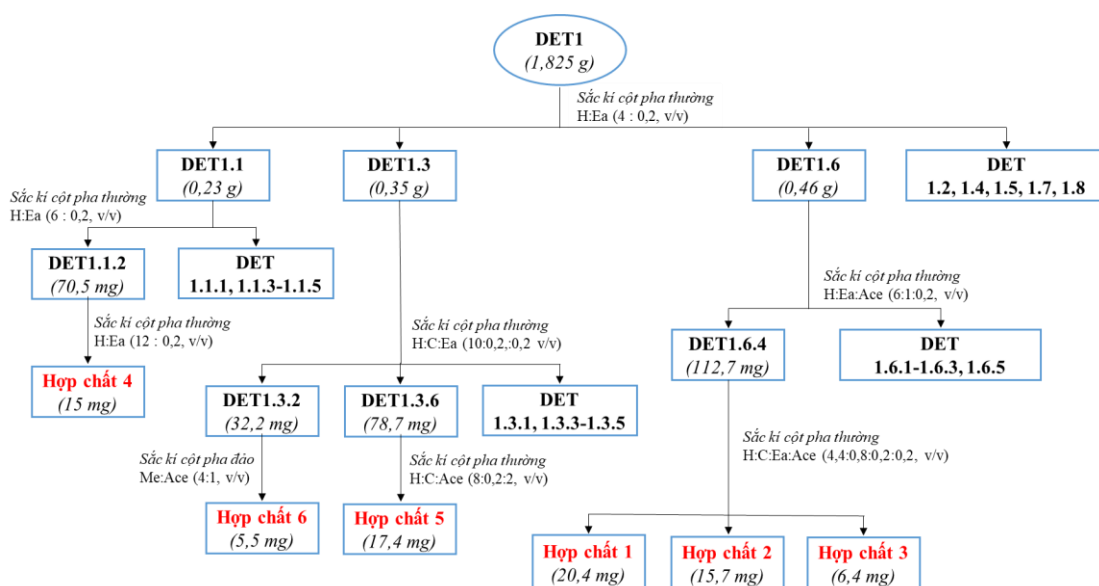 DET1
(1,825 g)
Sắc kí cột pha thường
H:Ea (4 : 0,2, v/v)
DET1.1
(0,23 g)
DET1.3
(0,35 g)
DET1.6
(0,46 g)
DET
1.2, 1.4, 1.5, 1.7, 1.8
Sắc kí cột pha thường
H:Ea (6 : 0,2, v/v)
DET1.1.2
(70,5 mg)
DET
1.1.1, 1.1.3-1.1.5
Sắc kí cột pha thường
H:Ea:Ace (6:1:0,2, v/v)
Sắc kí cột pha thường
H:Ea (12 : 0,2, v/v)
Sắc kí cột pha thường
H:C:Ea (10:0,2,:0,2 v/v)
DET1.6.4
(112,7 mg)
DET
1.6.1-1.6.3, 1.6.5
Hợp chất 4
(15 mg)
DET1.3.2
(32,2 mg)
DET1.3.6
(78,7 mg)
DET
1.3.1, 1.3.3-1.3.5
Sắc kí cột pha đảo
Me:Ace (4:1, v/v)
Sắc kí cột pha thường
H:C:Ace (8:0,2:2, v/v)
Sắc kí cột pha thường
H:C:Ea:Ace (4,4:0,8:0,2:0,2, v/v)
Hợp chất 6
(5,5 mg)
Hợp chất 5
(17,4 mg)
Hợp chất 1
(20,4 mg)
Hợp chất 2
(15,7 mg)
Hợp chất 3
(6,4 mg)